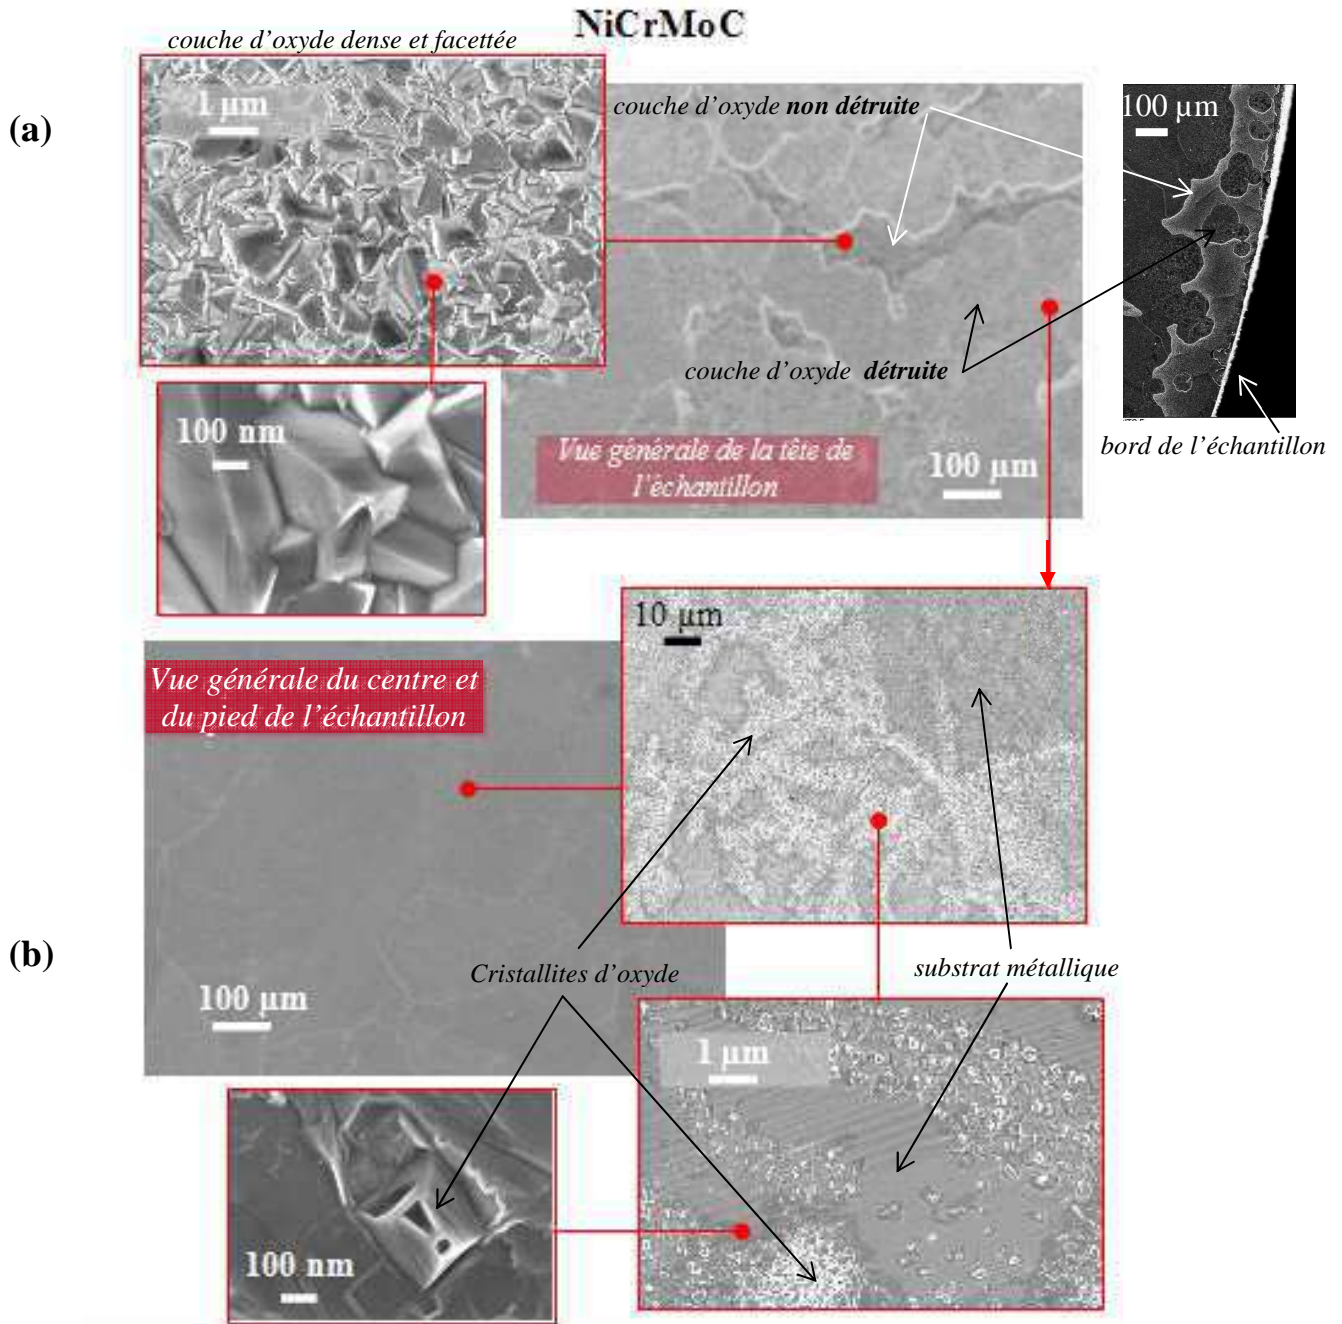 NiCrMoC
couche d’oxyde dense et facettée
(a)
1 µm
couche d’oxyde non détruite
100 µm
couche d’oxyde détruite
bord de l’échantillon
100 nm
Vue générale de la tête de
l’échantillon
100 µm
10 µm
Vue générale du centre et
du pied de l’échantillon
(b)
Cristallites d’oxyde
substrat métallique
100 µm
1 µm
100 nm